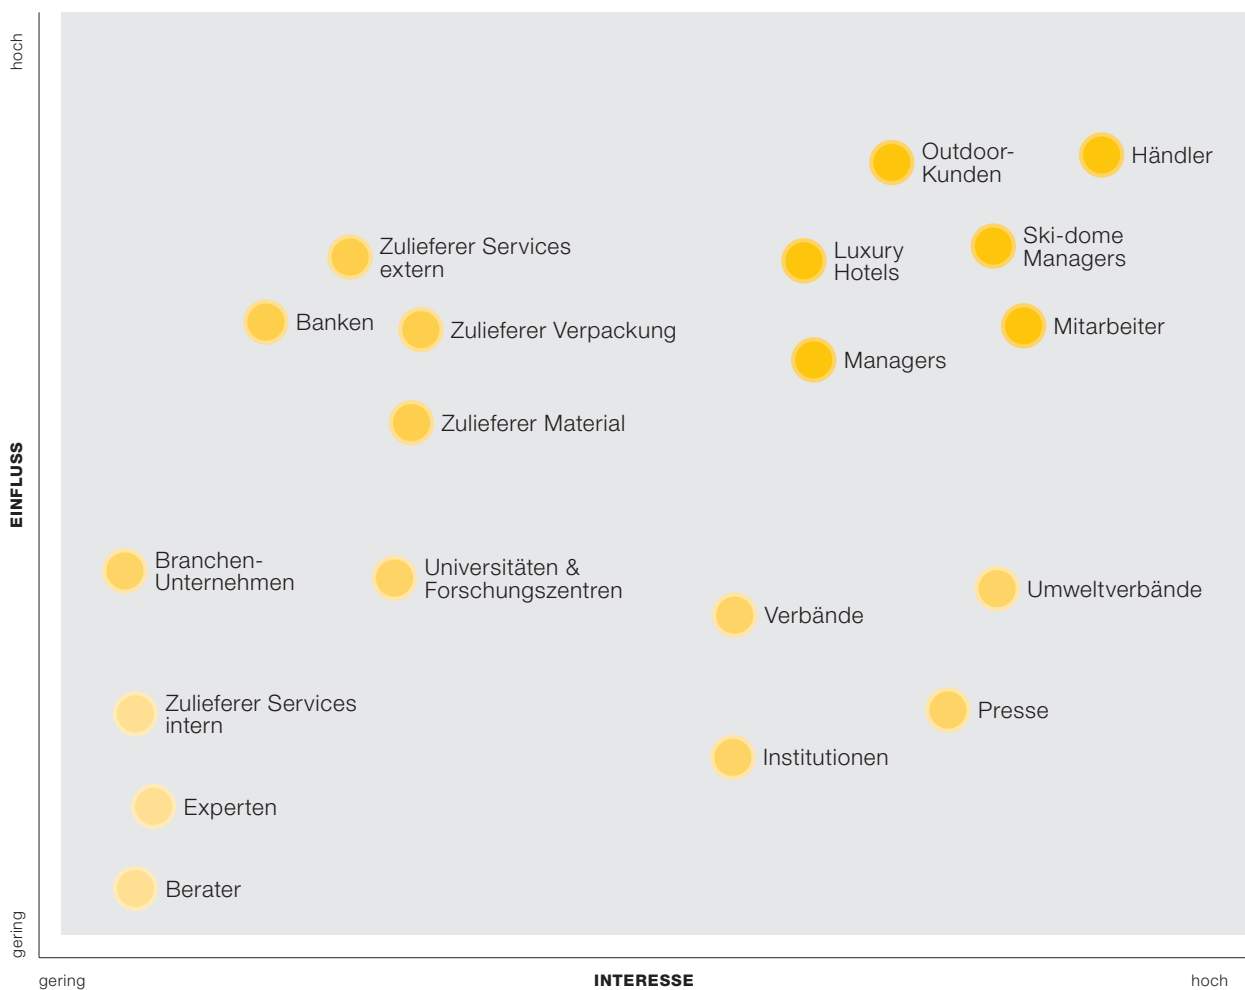 hoch
Outdoor-
Kunden
Händler
Zulieferer Services
extern
Luxury
Hotels
Ski-dome
Managers
Banken
Zulieferer Verpackung
Mitarbeiter
Managers
Zulieferer Material
EINFLUSS
Branchen-
Unternehmen
Universitäten &
Forschungszentren
Verbände
Umweltverbände
Zulieferer Services
intern
Presse
Institutionen
Experten
Berater
gering
gering
INTERESSE
hoch